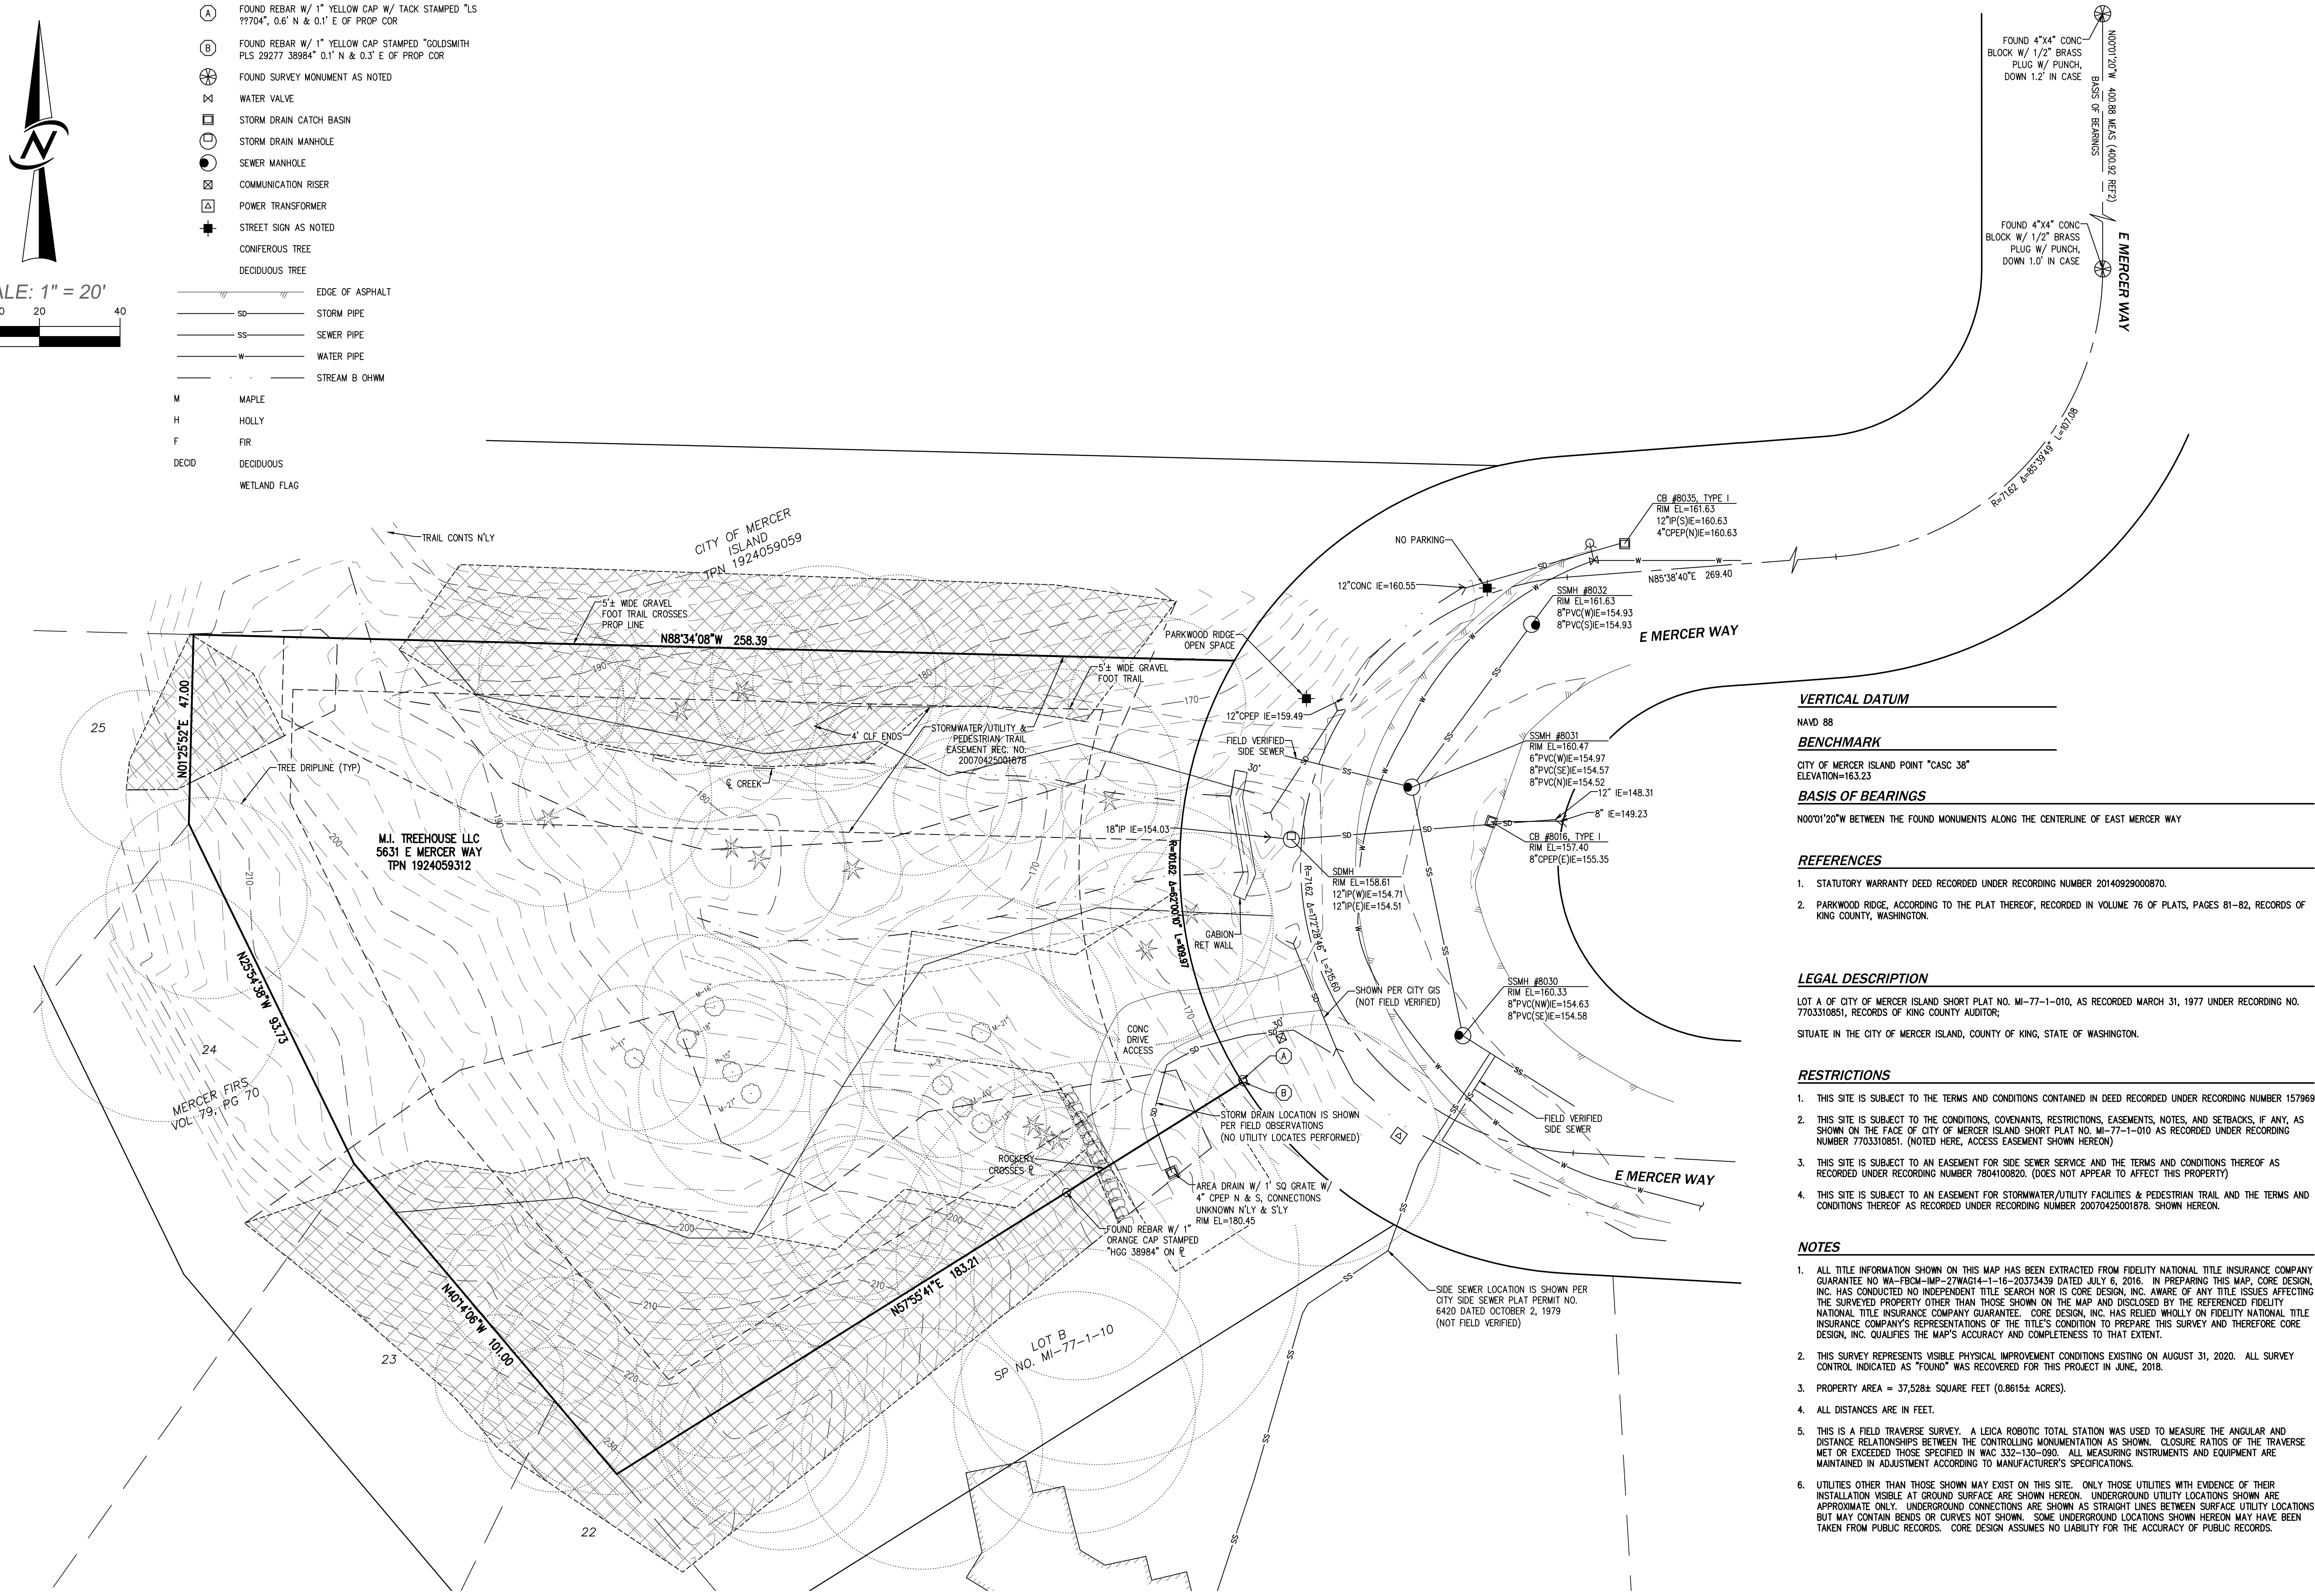 A
FOUND REBAR W/ 1" YELLOW CAP W/ TACK STAMPED "LS
??704", 0.6' N & 0.1' E OF PROP COR
B
FOUND REBAR W/ 1" YELLOW CAP STAMPED "GOLDSMITH
PLS 29277 38984" 0.1' N & 0.3' E OF PROP COR
FOUND SURVEY MONUMENT AS NOTED
WATER VALVE
STORM DRAIN CATCH BASIN
STORM DRAIN MANHOLE
SEWER MANHOLE
COMMUNICATION RISER
POWER TRANSFORMER
STREET SIGN AS NOTED
CONIFEROUS TREE
DECIDUOUS TREE
EDGE OF ASPHALT
SD STORM PIPE
SS SEWER PIPE
W WATER PIPE
STREAM B OHWM
M MAPLE
H HOLLY
F FIR
DECID DECIDUOUS
WETLAND FLAG
N
ALE: 1" = 20'
0 20 40
FOUND 4"X4" CONC
BLOCK W/ 1/2" BRASS
PLUG W/ PUNCH,
DOWN 1.2' IN CASE
N00°01'20"W 400.88 MEAS (400.92 REF2)
BASIS OF BEARINGS
FOUND 4"X4" CONC
BLOCK W/ 1/2" BRASS
PLUG W/ PUNCH,
DOWN 1.0' IN CASE
E MERCER WAY
R=71.62 Δ=85°39'49" L=107.08
TRAIL CONTS N'LY
CITY OF MERCER
ISLAND
TPN 1924059059
5'± WIDE GRAVEL
FOOT TRAIL CROSSES
PROP LINE
N88°34'08"W 258.39
NO PARKING
12"CONC IE=160.55
CB #8035, TYPE I
RIM EL=161.63
12"IP(S)IE=160.63
4"CPEP(N)IE=160.63
N85°38'40"E 269.40
SSMH #8032
RIM EL=161.63
8"PVC(W)IE=154.93
8"PVC(S)IE=154.93
E MERCER WAY
PARKWOOD RIDGE
OPEN SPACE
5'± WIDE GRAVEL
FOOT TRAIL
190
180
170
12"CPEP IE=159.49
N01°25'52"E 47.00
25
TREE DRIPLINE (TYP)
4' CLF ENDS
STORMWATER/UTILITY &
PEDESTRIAN TRAIL
EASEMENT REC. NO.
20070425001878
FIELD VERIFIED
SIDE SEWER
30'
SSMH #8031
RIM EL=160.47
6"PVC(W)IE=154.97
8"PVC(SE)IE=154.57
8"PVC(N)IE=154.52
℄ CREEK
180
190
200
210
M.I. TREEHOUSE LLC
5631 E MERCER WAY
TPN 1924059312
12" IE=148.31
8" IE=149.23
18"IP IE=154.03
CB #8016, TYPE I
RIM EL=157.40
8"CPEP(E)IE=155.35
SDMH
RIM EL=158.61
12"IP(W)IE=154.71
12"IP(E)IE=154.51
170
R=101.62 Δ=62°00'10" L=109.97
R=71.62 Δ=172°28'46" L=215.60
GABION
RET WALL
N25°54'38"W 93.73
SHOWN PER CITY GIS
(NOT FIELD VERIFIED)
SSMH #8030
RIM EL=160.33
8"PVC(NW)IE=154.63
8"PVC(SE)IE=154.58
M-16"
M-18"
H-11"
M-27"
M-21"
M-40"
170
CONC
DRIVE
ACCESS
30'
A
B
24
MERCER FIRS
VOL 79, PG 70
STORM DRAIN LOCATION IS SHOWN
PER FIELD OBSERVATIONS
(NO UTILITY LOCATES PERFORMED)
FIELD VERIFIED
SIDE SEWER
ROCKERY
CROSSES ⅊
AREA DRAIN W/ 1' SQ GRATE W/
4" CPEP N & S, CONNECTIONS
UNKNOWN N'LY & S'LY
RIM EL=180.45
E MERCER WAY
FOUND REBAR W/ 1"
ORANGE CAP STAMPED
"HGG 38984" ON ⅊
200
200
210
210
220
230
N57°55'41"E 183.21
N40°14'06"W 101.00
23
22
LOT B
SP NO. MI-77-1-10
SIDE SEWER LOCATION IS SHOWN PER
CITY SIDE SEWER PLAT PERMIT NO.
6420 DATED OCTOBER 2, 1979
(NOT FIELD VERIFIED)
VERTICAL DATUM
NAVD 88
BENCHMARK
CITY OF MERCER ISLAND POINT "CASC 38"
ELEVATION=163.23
BASIS OF BEARINGS
N00°01'20"W BETWEEN THE FOUND MONUMENTS ALONG THE CENTERLINE OF EAST MERCER WAY
REFERENCES
1. STATUTORY WARRANTY DEED RECORDED UNDER RECORDING NUMBER 20140929000870.
2. PARKWOOD RIDGE, ACCORDING TO THE PLAT THEREOF, RECORDED IN VOLUME 76 OF PLATS, PAGES 81-82, RECORDS OF
KING COUNTY, WASHINGTON.
LEGAL DESCRIPTION
LOT A OF CITY OF MERCER ISLAND SHORT PLAT NO. MI-77-1-010, AS RECORDED MARCH 31, 1977 UNDER RECORDING NO.
7703310851, RECORDS OF KING COUNTY AUDITOR;
SITUATE IN THE CITY OF MERCER ISLAND, COUNTY OF KING, STATE OF WASHINGTON.
RESTRICTIONS
1. THIS SITE IS SUBJECT TO THE TERMS AND CONDITIONS CONTAINED IN DEED RECORDED UNDER RECORDING NUMBER 157969
2. THIS SITE IS SUBJECT TO THE CONDITIONS, COVENANTS, RESTRICTIONS, EASEMENTS, NOTES, AND SETBACKS, IF ANY, AS
SHOWN ON THE FACE OF CITY OF MERCER ISLAND SHORT PLAT NO. MI-77-1-010 AS RECORDED UNDER RECORDING
NUMBER 7703310851. (NOTED HERE, ACCESS EASEMENT SHOWN HEREON)
3. THIS SITE IS SUBJECT TO AN EASEMENT FOR SIDE SEWER SERVICE AND THE TERMS AND CONDITIONS THEREOF AS
RECORDED UNDER RECORDING NUMBER 7804100820. (DOES NOT APPEAR TO AFFECT THIS PROPERTY)
4. THIS SITE IS SUBJECT TO AN EASEMENT FOR STORMWATER/UTILITY FACILITIES & PEDESTRIAN TRAIL AND THE TERMS AND
CONDITIONS THEREOF AS RECORDED UNDER RECORDING NUMBER 20070425001878. SHOWN HEREON.
NOTES
1. ALL TITLE INFORMATION SHOWN ON THIS MAP HAS BEEN EXTRACTED FROM FIDELITY NATIONAL TITLE INSURANCE COMPANY
GUARANTEE NO WA-FBCM-IMP-27WAG14-1-16-20373439 DATED JULY 6, 2016. IN PREPARING THIS MAP, CORE DESIGN,
INC. HAS CONDUCTED NO INDEPENDENT TITLE SEARCH NOR IS CORE DESIGN, INC. AWARE OF ANY TITLE ISSUES AFFECTING
THE SURVEYED PROPERTY OTHER THAN THOSE SHOWN ON THE MAP AND DISCLOSED BY THE REFERENCED FIDELITY
NATIONAL TITLE INSURANCE COMPANY GUARANTEE. CORE DESIGN, INC. HAS RELIED WHOLLY ON FIDELITY NATIONAL TITLE
INSURANCE COMPANY'S REPRESENTATIONS OF THE TITLE'S CONDITION TO PREPARE THIS SURVEY AND THEREFORE CORE
DESIGN, INC. QUALIFIES THE MAP'S ACCURACY AND COMPLETENESS TO THAT EXTENT.
2. THIS SURVEY REPRESENTS VISIBLE PHYSICAL IMPROVEMENT CONDITIONS EXISTING ON AUGUST 31, 2020. ALL SURVEY
CONTROL INDICATED AS "FOUND" WAS RECOVERED FOR THIS PROJECT IN JUNE, 2018.
3. PROPERTY AREA = 37,528± SQUARE FEET (0.8615± ACRES).
4. ALL DISTANCES ARE IN FEET.
5. THIS IS A FIELD TRAVERSE SURVEY. A LEICA ROBOTIC TOTAL STATION WAS USED TO MEASURE THE ANGULAR AND
DISTANCE RELATIONSHIPS BETWEEN THE CONTROLLING MONUMENTATION AS SHOWN. CLOSURE RATIOS OF THE TRAVERSE
MET OR EXCEEDED THOSE SPECIFIED IN WAC 332-130-090. ALL MEASURING INSTRUMENTS AND EQUIPMENT ARE
MAINTAINED IN ADJUSTMENT ACCORDING TO MANUFACTURER'S SPECIFICATIONS.
6. UTILITIES OTHER THAN THOSE SHOWN MAY EXIST ON THIS SITE. ONLY THOSE UTILITIES WITH EVIDENCE OF THEIR
INSTALLATION VISIBLE AT GROUND SURFACE ARE SHOWN HEREON. UNDERGROUND UTILITY LOCATIONS SHOWN ARE
APPROXIMATE ONLY. UNDERGROUND CONNECTIONS ARE SHOWN AS STRAIGHT LINES BETWEEN SURFACE UTILITY LOCATIONS
BUT MAY CONTAIN BENDS OR CURVES NOT SHOWN. SOME UNDERGROUND LOCATIONS SHOWN HEREON MAY HAVE BEEN
TAKEN FROM PUBLIC RECORDS. CORE DESIGN ASSUMES NO LIABILITY FOR THE ACCURACY OF PUBLIC RECORDS.